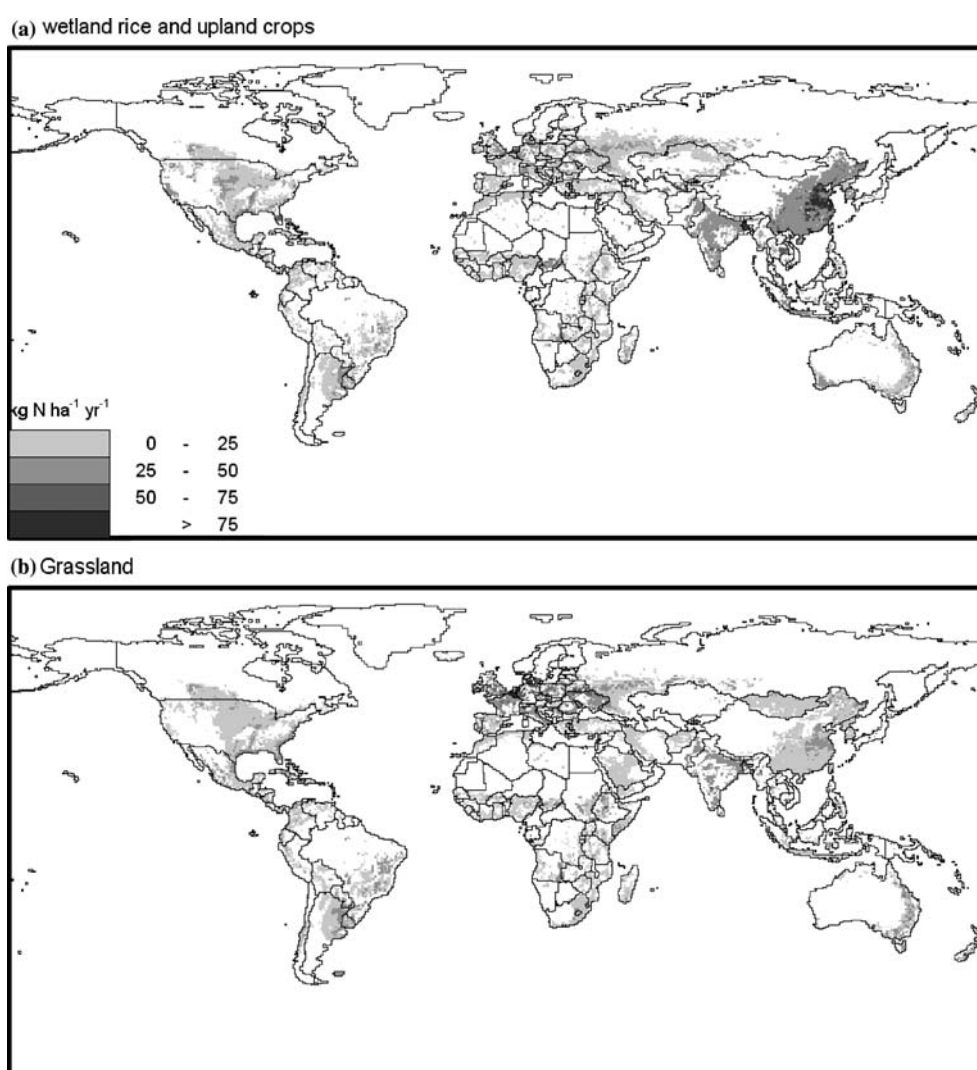 (a) wetland rice and upland crops
kg N ha⁻¹ yr⁻¹
0 - 25
25 - 50
50 - 75
> 75
(b) Grassland